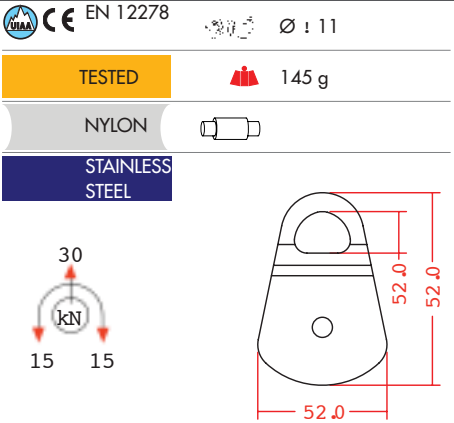 UIAA CE EN 12278
Ø ! 11
TESTED
145 g
NYLON
STAINLESS
STEEL
30
kN
15 15
52.0
52.0
52.0